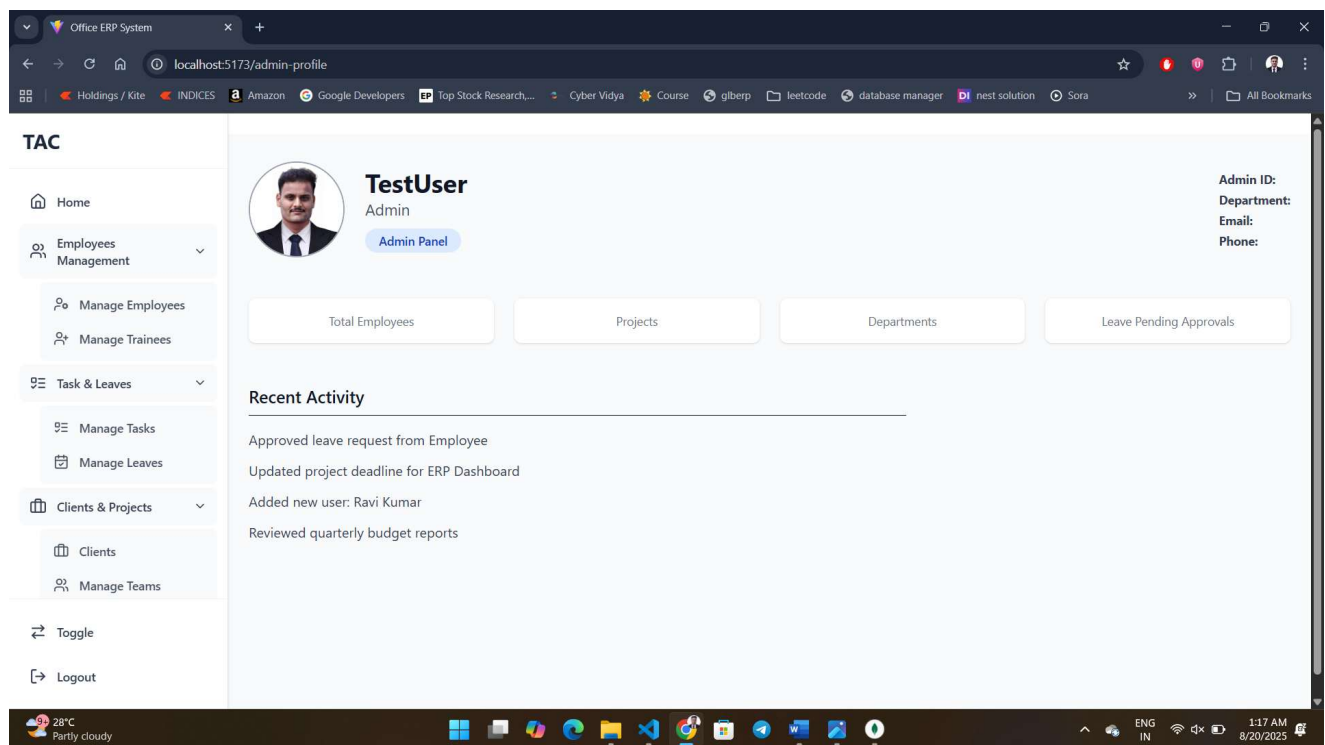 Office ERP System
localhost:5173/admin-profile
Holdings / Kite INDICES Amazon Google Developers EP Top Stock Research,... Cyber Vidya Course glberp leetcode database manager DI nest solution Sora » All Bookmarks
TAC
Home
Employees
Management
Manage Employees
Manage Trainees
Task & Leaves
Manage Tasks
Manage Leaves
Clients & Projects
Clients
Manage Teams
Toggle
Logout
TestUser
Admin
Admin Panel
Admin ID:
Department:
Email:
Phone:
Total Employees Projects Departments Leave Pending Approvals
Recent Activity
Approved leave request from Employee
Updated project deadline for ERP Dashboard
Added new user: Ravi Kumar
Reviewed quarterly budget reports
9+ 28°C
Partly cloudy
ENG
IN
1:17 AM
8/20/2025